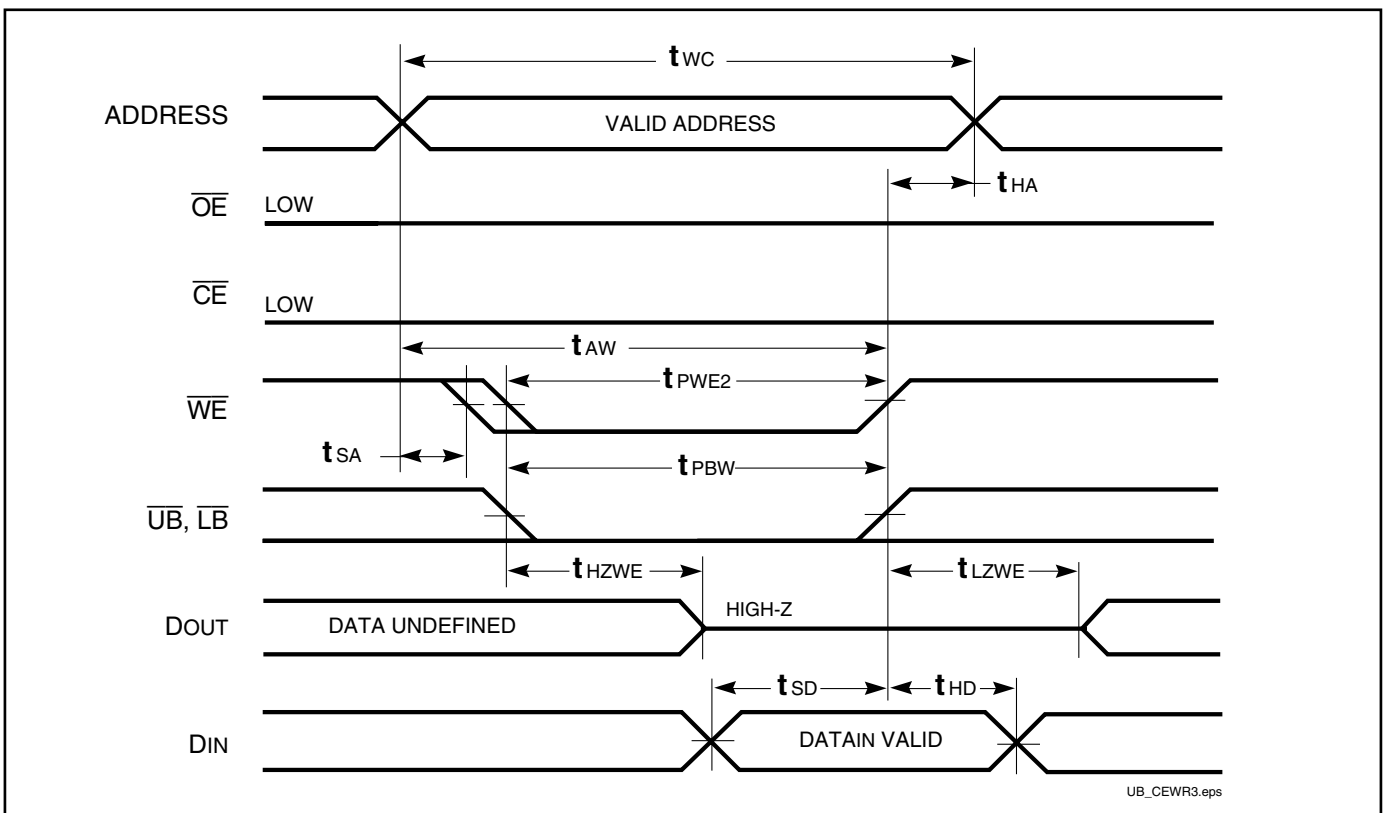 tWC
ADDRESS
VALID ADDRESS
tHA
OE
LOW
CE
LOW
tAW
tPWE2
WE
tSA
tPBW
UB, LB
tHZWE
tLZWE
DOUT
DATA UNDEFINED
HIGH-Z
tSD
tHD
DIN
DATAIN VALID
UB_CEWR3.eps